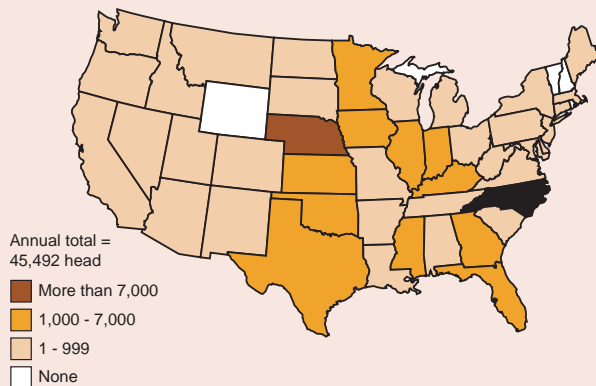 Annual total =
45,492 head
More than 7,000
1,000 - 7,000
1 - 999
None